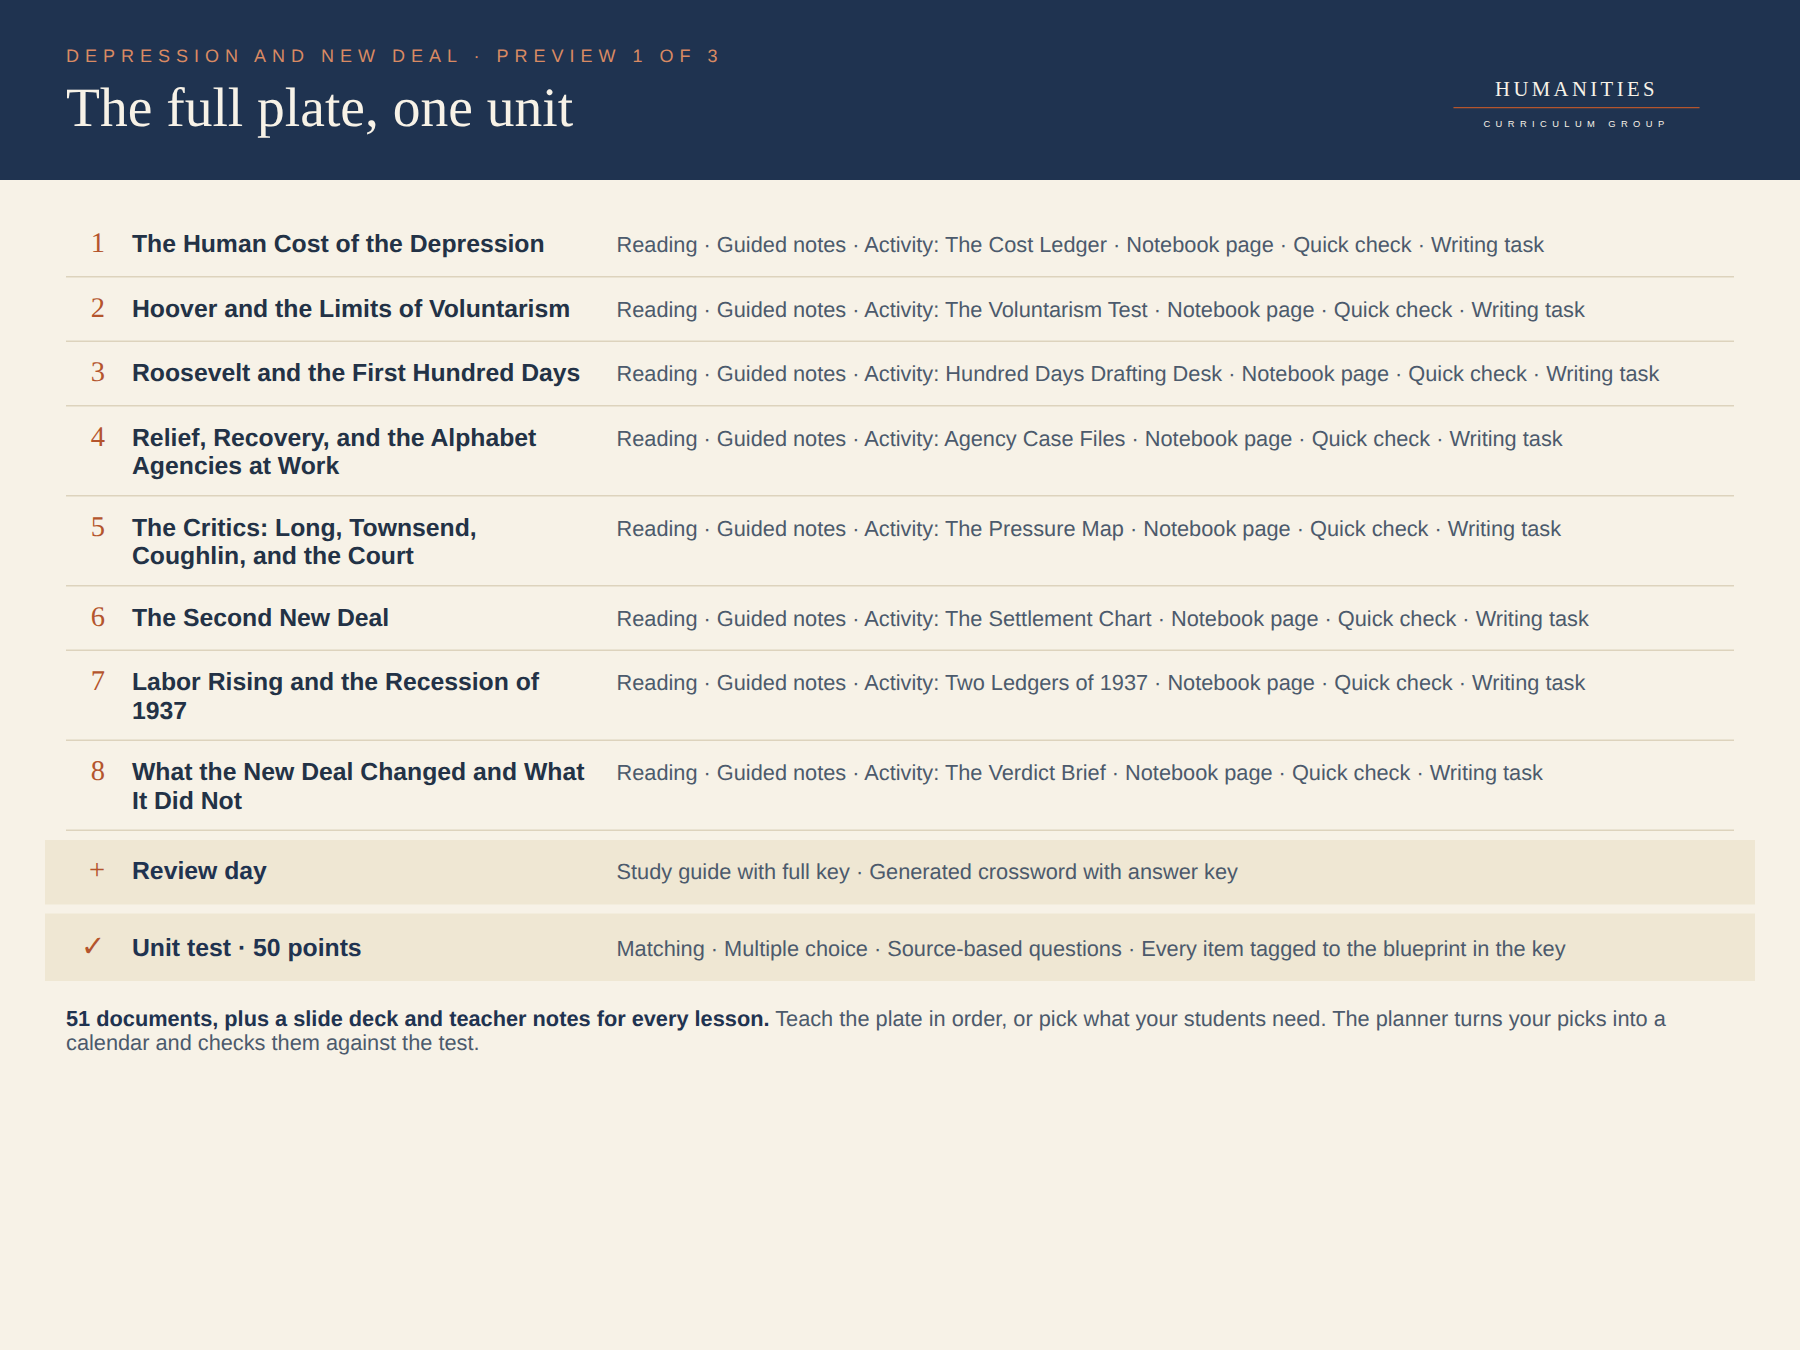 DEPRESSION AND NEW DEAL · PREVIEW 1 OF 3
The full plate, one unit
HUMANITIES
CURRICULUM GROUP
1 The Human Cost of the Depression Reading · Guided notes · Activity: The Cost Ledger · Notebook page · Quick check · Writing task
2 Hoover and the Limits of Voluntarism Reading · Guided notes · Activity: The Voluntarism Test · Notebook page · Quick check · Writing task
3 Roosevelt and the First Hundred Days Reading · Guided notes · Activity: Hundred Days Drafting Desk · Notebook page · Quick check · Writing task
4 Relief, Recovery, and the Alphabet Reading · Guided notes · Activity: Agency Case Files · Notebook page · Quick check · Writing task
Agencies at Work
5 The Critics: Long, Townsend, Reading · Guided notes · Activity: The Pressure Map · Notebook page · Quick check · Writing task
Coughlin, and the Court
6 The Second New Deal Reading · Guided notes · Activity: The Settlement Chart · Notebook page · Quick check · Writing task
7 Labor Rising and the Recession of Reading · Guided notes · Activity: Two Ledgers of 1937 · Notebook page · Quick check · Writing task
1937
8 What the New Deal Changed and What Reading · Guided notes · Activity: The Verdict Brief · Notebook page · Quick check · Writing task
It Did Not
+ Review day Study guide with full key · Generated crossword with answer key
✓ Unit test · 50 points Matching · Multiple choice · Source-based questions · Every item tagged to the blueprint in the key
51 documents, plus a slide deck and teacher notes for every lesson. Teach the plate in order, or pick what your students need. The planner turns your picks into a
calendar and checks them against the test.